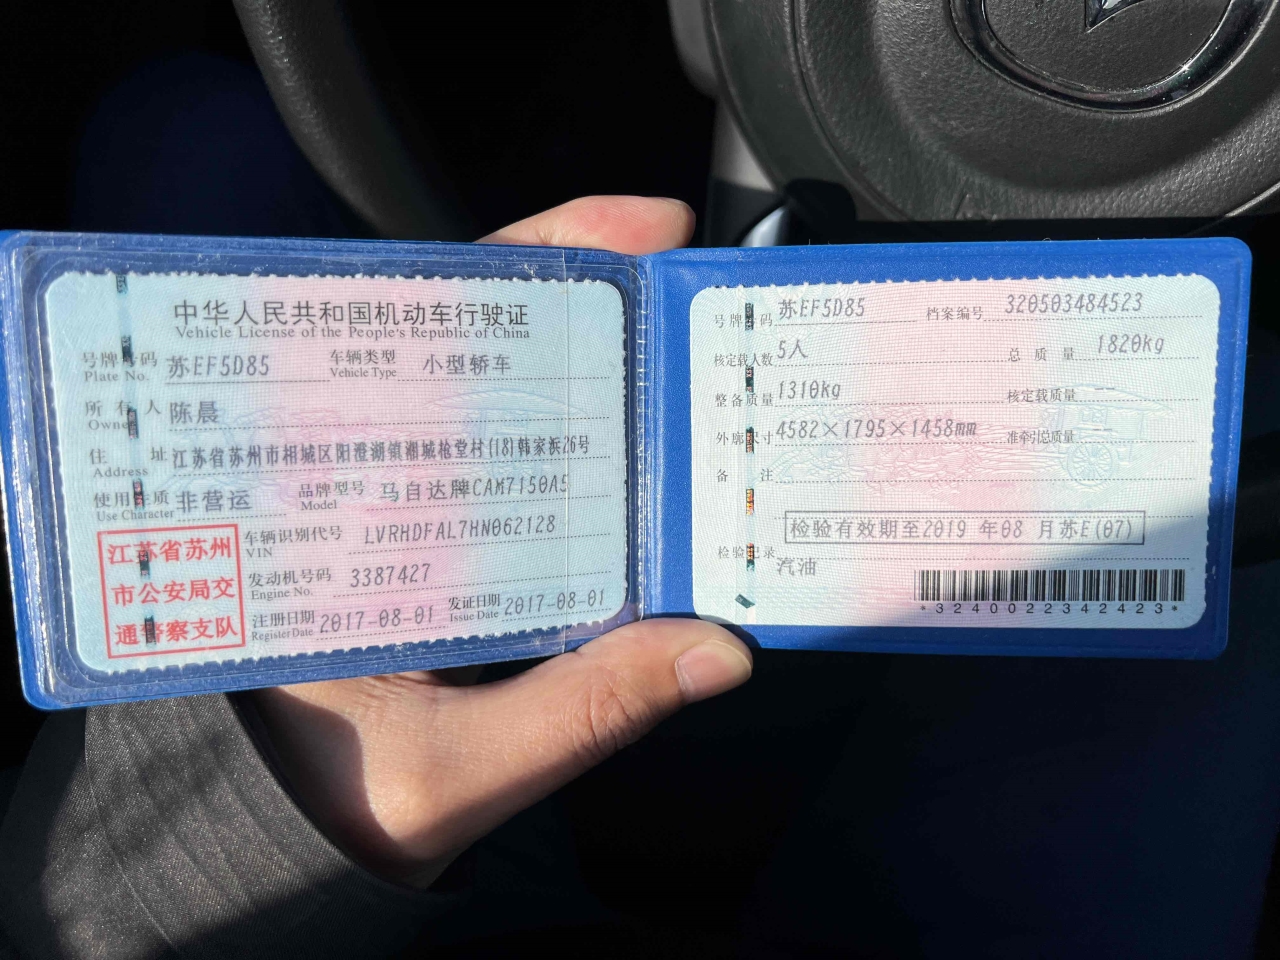 中华人民共和国机动车行驶证
Vehicle License of the People's Republic of China
号牌号码 苏EF5D85 车辆类型 小型轿车
Plate No. Vehicle Type
所有人 陈晨
Owner
住址 江苏省苏州市相城区阳澄湖镇湘城枪堂村(18)韩家浜26号
Address
使用性质 非营运 品牌型号 马自达牌CAM7150A5
Use Character Model
江苏省苏州
市公安局交
通警察支队
车辆识别代号 LVRHDFAL7HN062128
VIN
发动机号码 3387427
Engine No.
注册日期 2017-08-01 发证日期 2017-08-01
Register Date Issue Date
号牌号码 苏EF5D85 档案编号 320503484523
核定载人数 5人 总质量 1820kg
整备质量 1310kg 核定载质量
外廓尺寸 4582×1795×1458mm 准牵引总质量
备注
检验有效期至2019 年08 月苏E(07)
检验记录
汽油
*3240022342423*